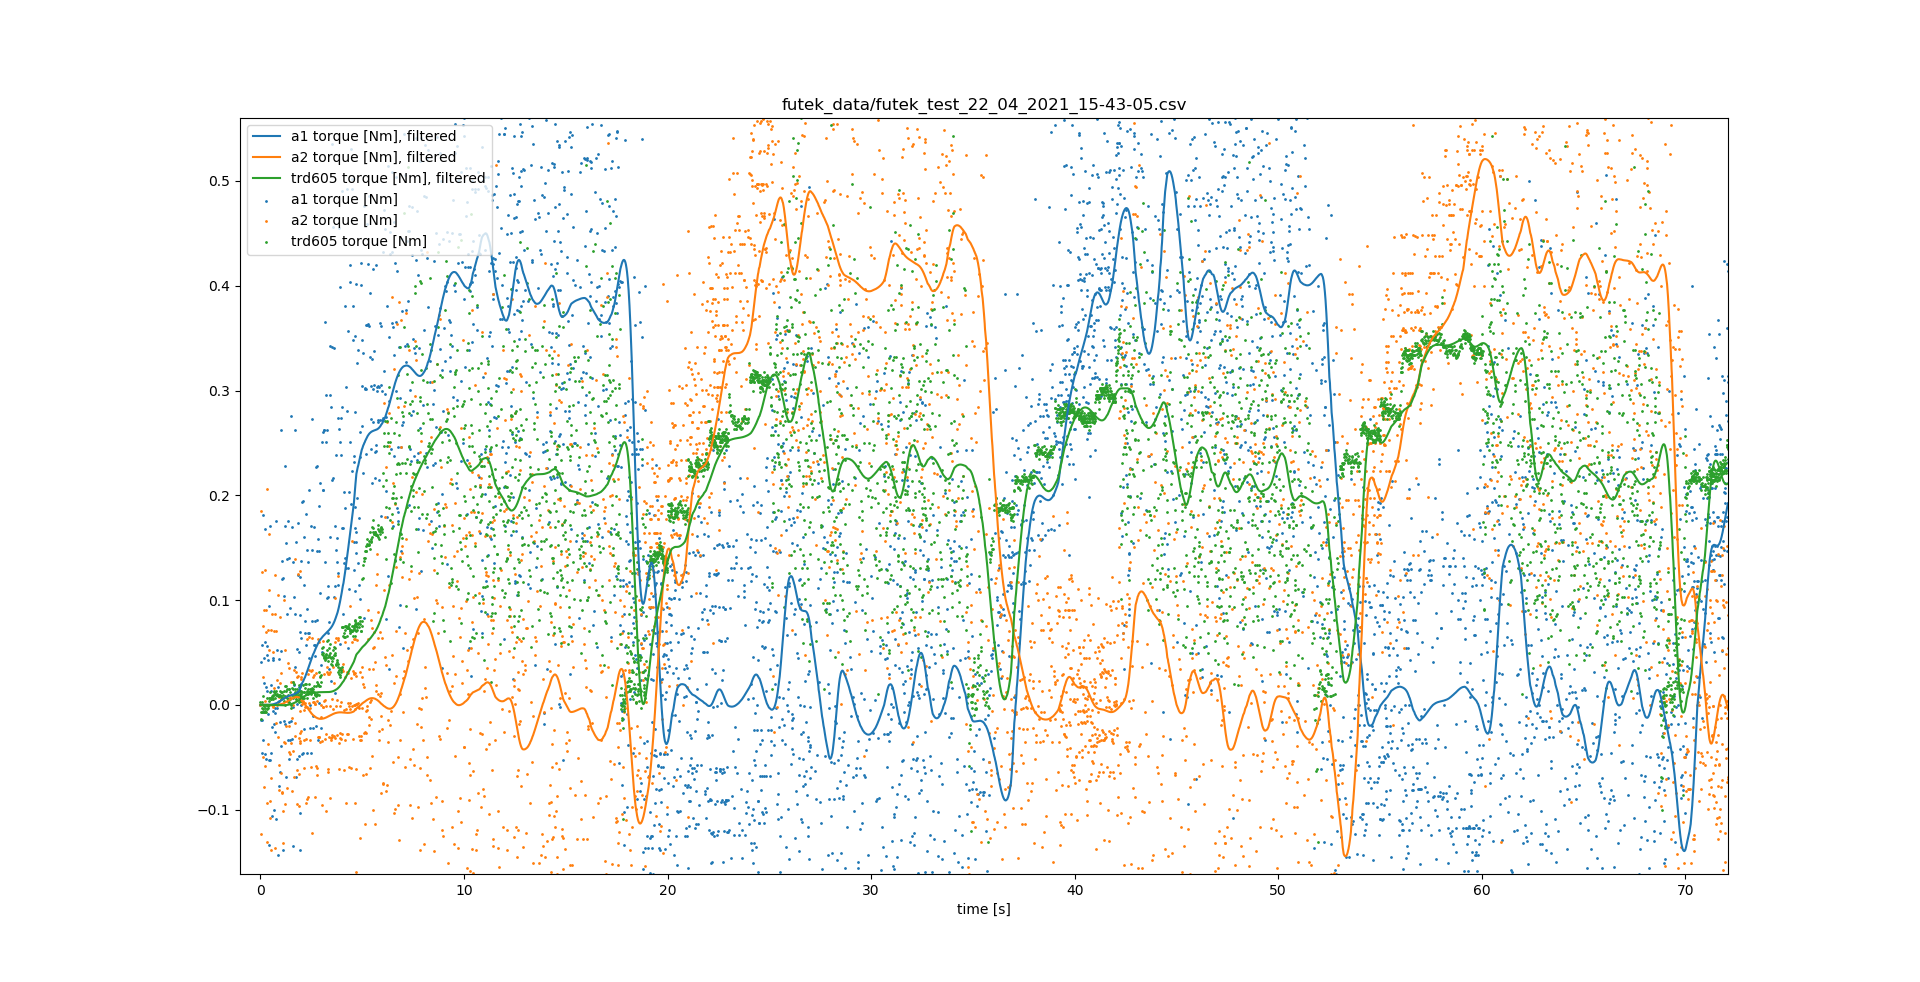 futek_data/futek_test_22_04_2021_15-43-05.csv
a1 torque [Nm], filtered
a2 torque [Nm], filtered
trd605 torque [Nm], filtered
a1 torque [Nm]
a2 torque [Nm]
trd605 torque [Nm]
0.5
0.4
0.3
0.2
0.1
0.0
−0.1
0 10 20 30 40 50 60 70
time [s]